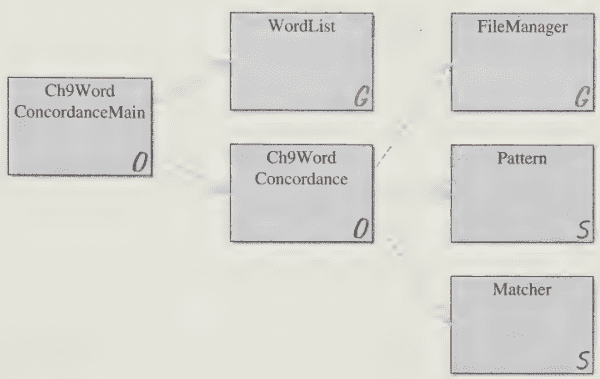 WordList
G
FileManager
G
Ch9Word
ConcordanceMain
O
Ch9Word
Concordance
O
Pattern
S
Matcher
S